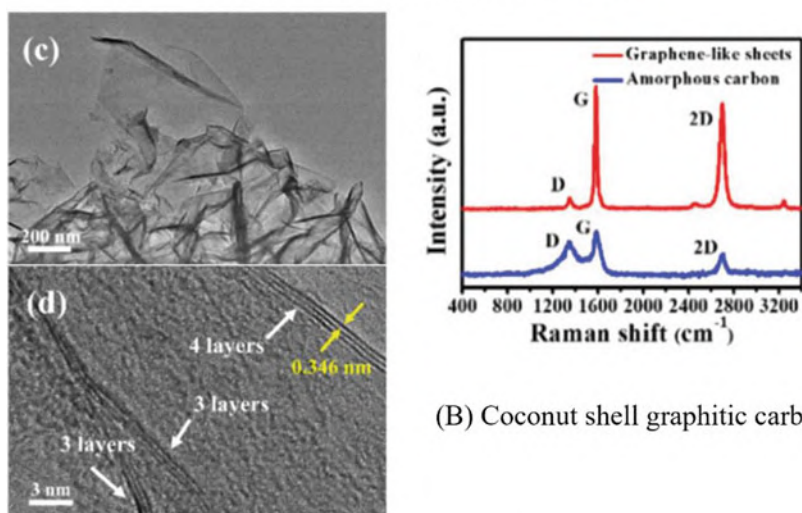 (c)
200 nm
(d)
4 layers
0.346 nm
3 layers
3 layers
3 nm
Graphene-like sheets
Amorphous carbon
G
2D
D
D
G
2D
Intensity (a.u.)
400 800 1200 1600 2000 2400 2800 3200
Raman shift (cm⁻¹)
(B) Coconut shell graphitic carb